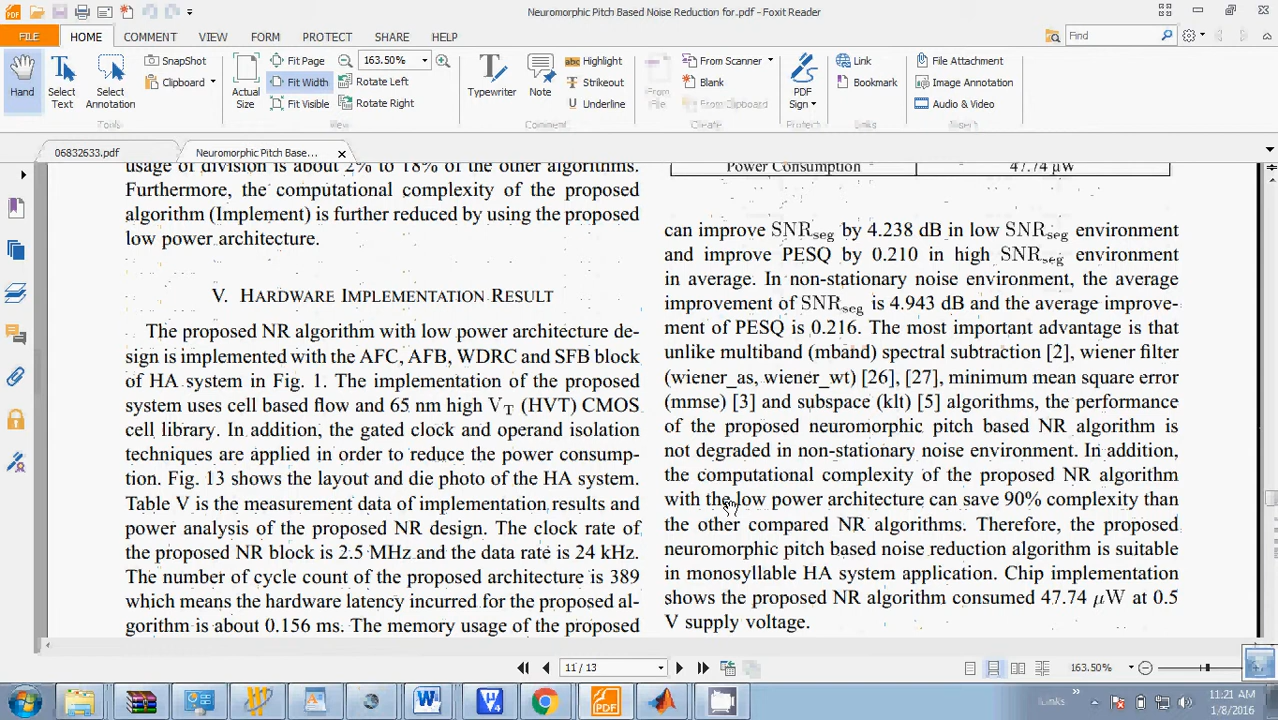 Neuromorphic Pitch Based Noise Reduction for.pdf - Foxit Reader
FILE
HOME
COMMENT
VIEW
FORM
PROTECT
SHARE
HELP
Find
Hand
Select
Text
Select
Annotation
SnapShot
Clipboard
Tools
Actual
Size
Fit Page
Fit Width
Fit Visible
163.50%
Rotate Left
Rotate Right
View
Typewriter
Note
Highlight
Strikeout
Underline
Comment
From
File
From Scanner
Blank
From Clipboard
Create
PDF
Sign
Protect
Link
Bookmark
Links
File Attachment
Image Annotation
Audio & Video
Insert
06832633.pdf
Neuromorphic Pitch Base...
usage of division is about 2% to 18% of the other algorithms.
Furthermore, the computational complexity of the proposed
algorithm (Implement) is further reduced by using the proposed
low power architecture.
V. Hardware Implementation Result
The proposed NR algorithm with low power architecture de-
sign is implemented with the AFC, AFB, WDRC and SFB block
of HA system in Fig. 1. The implementation of the proposed
system uses cell based flow and 65 nm high VT (HVT) CMOS
cell library. In addition, the gated clock and operand isolation
techniques are applied in order to reduce the power consump-
tion. Fig. 13 shows the layout and die photo of the HA system.
Table V is the measurement data of implementation results and
power analysis of the proposed NR design. The clock rate of
the proposed NR block is 2.5 MHz and the data rate is 24 kHz.
The number of cycle count of the proposed architecture is 389
which means the hardware latency incurred for the proposed al-
gorithm is about 0.156 ms. The memory usage of the proposed
Power Consumption 47.74 μW
can improve SNRseg by 4.238 dB in low SNRseg environment
and improve PESQ by 0.210 in high SNRseg environment
in average. In non-stationary noise environment, the average
improvement of SNRseg is 4.943 dB and the average improve-
ment of PESQ is 0.216. The most important advantage is that
unlike multiband (mband) spectral subtraction [2], wiener filter
(wiener_as, wiener_wt) [26], [27], minimum mean square error
(mmse) [3] and subspace (klt) [5] algorithms, the performance
of the proposed neuromorphic pitch based NR algorithm is
not degraded in non-stationary noise environment. In addition,
the computational complexity of the proposed NR algorithm
with the low power architecture can save 90% complexity than
the other compared NR algorithms. Therefore, the proposed
neuromorphic pitch based noise reduction algorithm is suitable
in monosyllable HA system application. Chip implementation
shows the proposed NR algorithm consumed 47.74 μW at 0.5
V supply voltage.
11 / 13
163.50%
Links
11:21 AM
1/8/2016